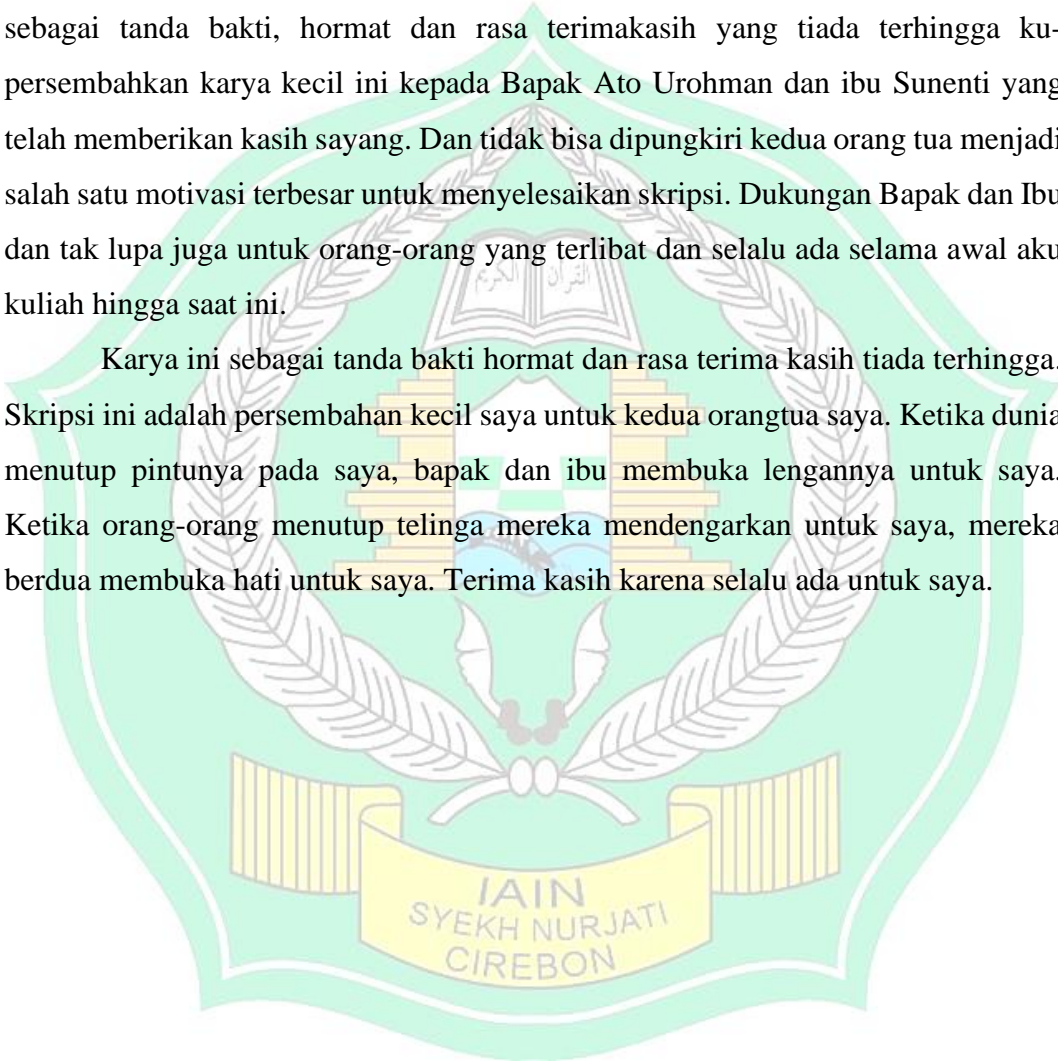 sebagai tanda bakti, hormat dan rasa terimakasih yang tiada terhingga ku-
persembahkan karya kecil ini kepada Bapak Ato Urohman dan ibu Sunenti yang
telah memberikan kasih sayang. Dan tidak bisa dipungkiri kedua orang tua menjadi
salah satu motivasi terbesar untuk menyelesaikan skripsi. Dukungan Bapak dan Ibu
dan tak lupa juga untuk orang-orang yang terlibat dan selalu ada selama awal aku
القرآن الكريم
kuliah hingga saat ini.
Karya ini sebagai tanda bakti hormat dan rasa terima kasih tiada terhingga.
Skripsi ini adalah persembahan kecil saya untuk kedua orangtua saya. Ketika dunia
menutup pintunya pada saya, bapak dan ibu membuka lengannya untuk saya.
Ketika orang-orang menutup telinga mereka mendengarkan untuk saya, mereka
berdua membuka hati untuk saya. Terima kasih karena selalu ada untuk saya.
IAIN
SYEKH NURJATI
CIREBON